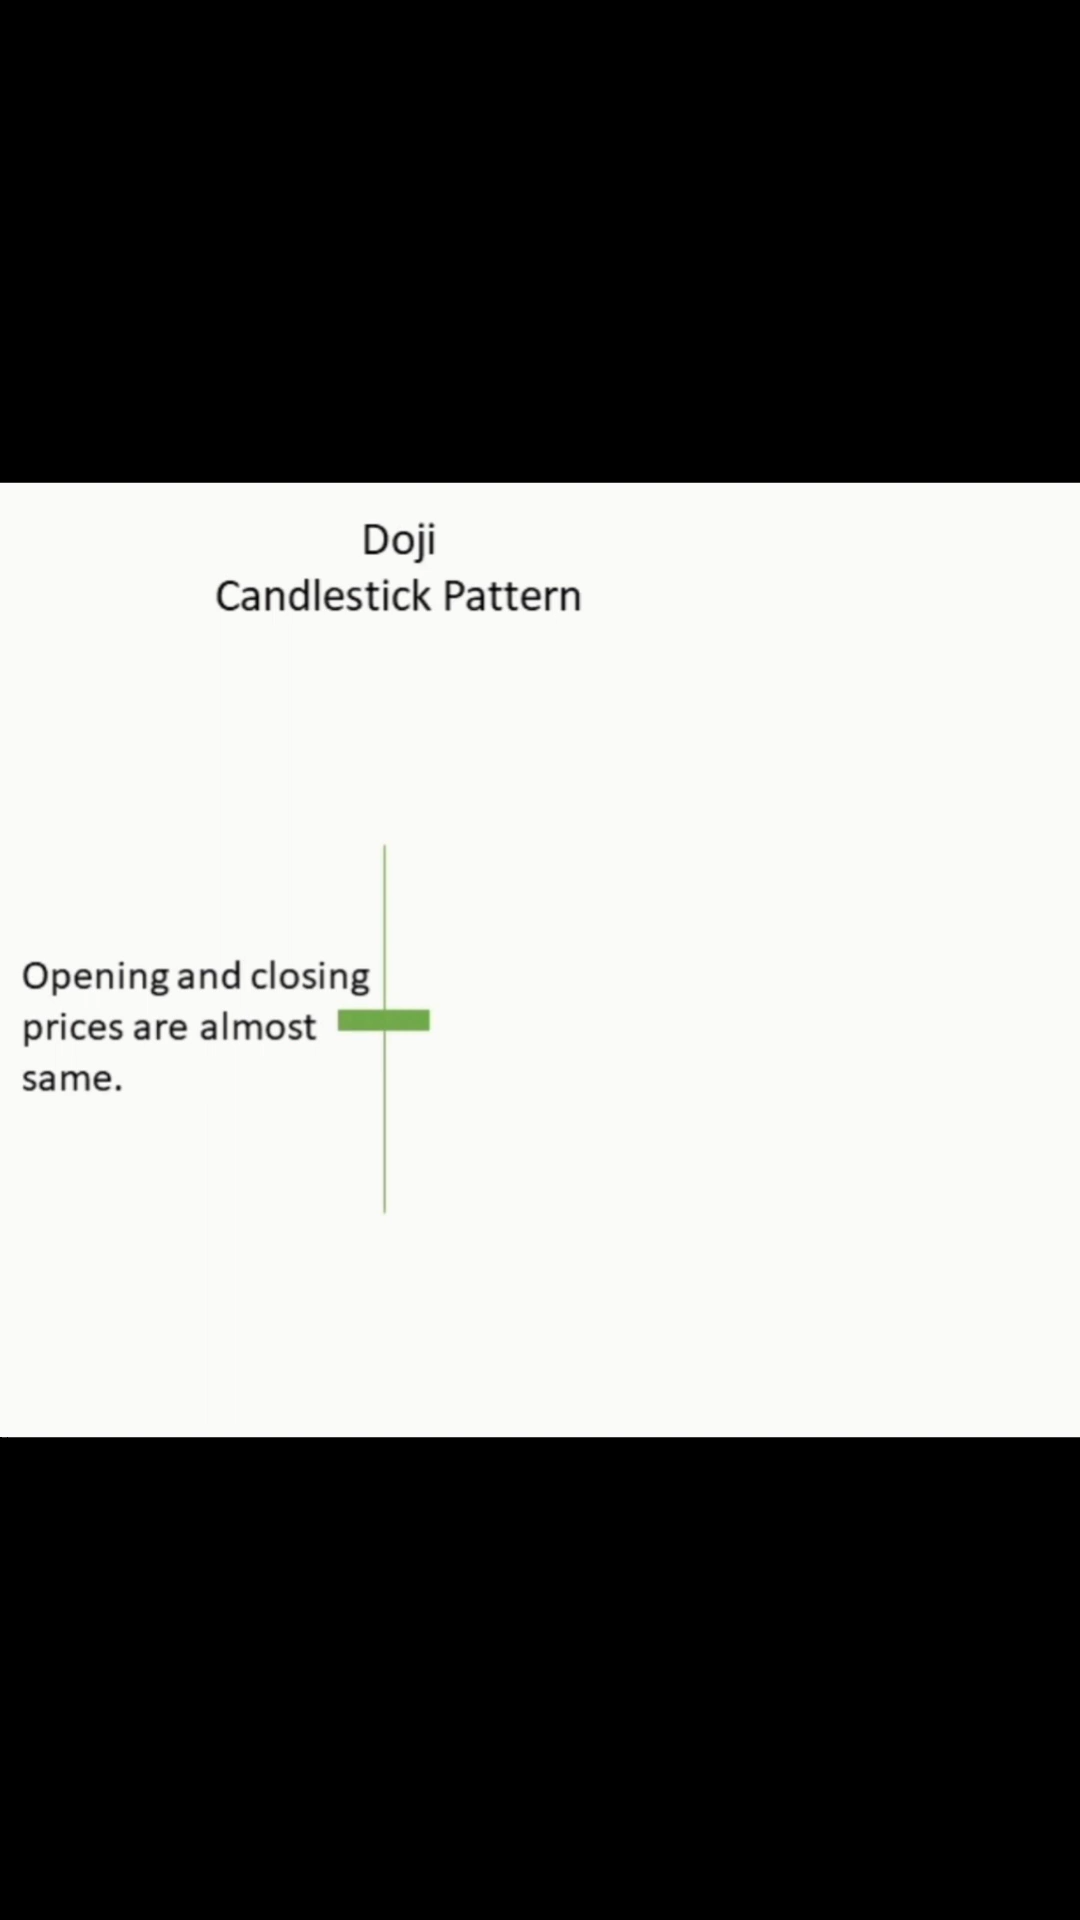 Doji
Candlestick Pattern
Opening and closing
prices are almost
same.